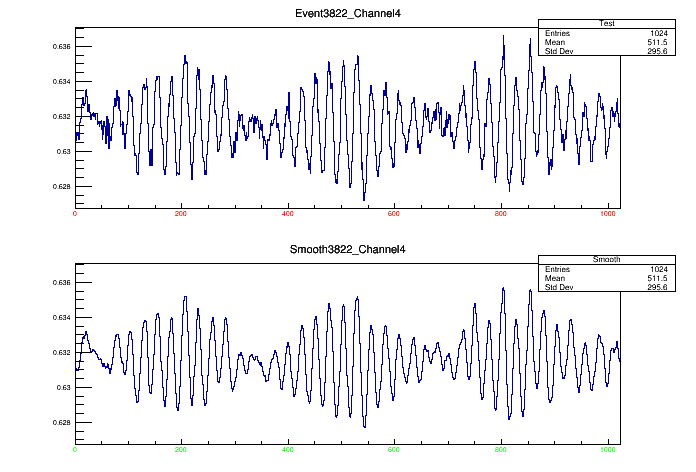 Event3822_Channel4
Test
Entries 1024
Mean 511.5
Std Dev 295.6
0.636
0.634
0.632
0.63
0.628
0 200 400 600 800 1000
Smooth3822_Channel4
Smooth
Entries 1024
Mean 511.5
Std Dev 295.6
0.636
0.634
0.632
0.63
0.628
0 200 400 600 800 1000